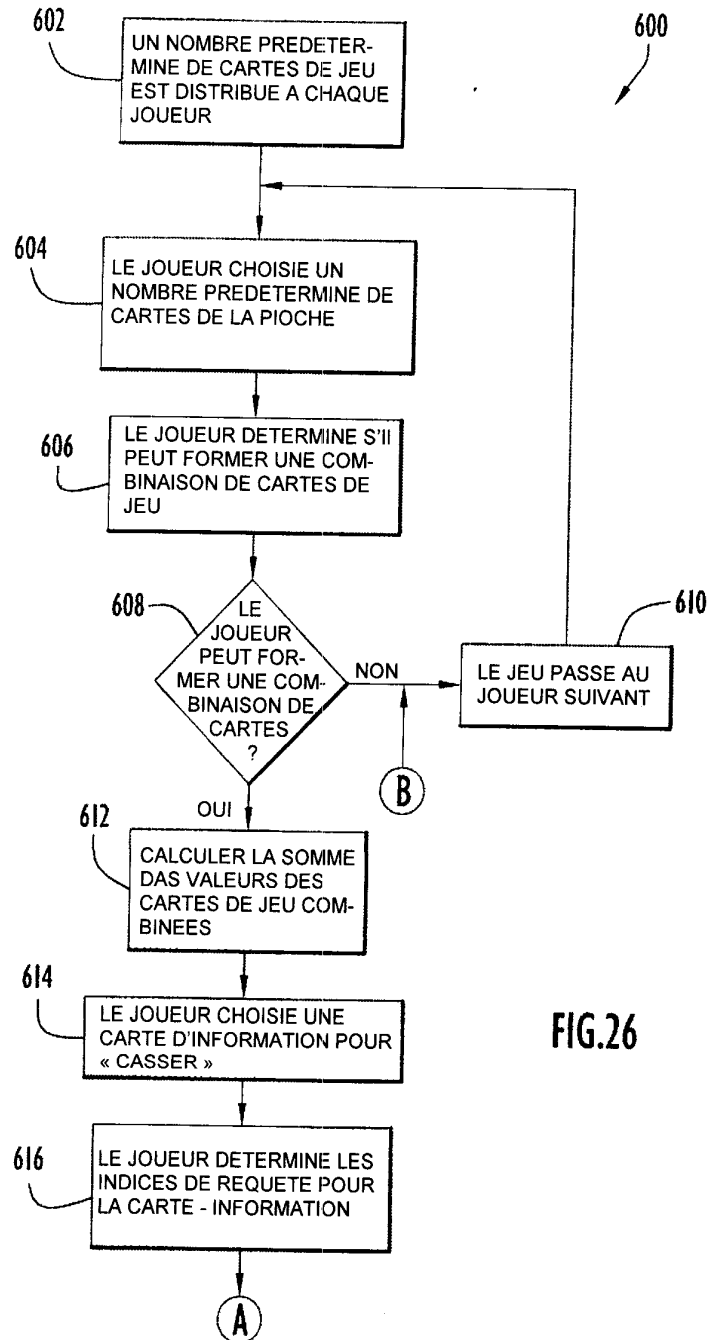 602
UN NOMBRE PREDETER-
MINE DE CARTES DE JEU
EST DISTRIBUE A CHAQUE
JOUEUR
600
604
LE JOUEUR CHOISIE UN
NOMBRE PREDETERMINE DE
CARTES DE LA PIOCHE
606
LE JOUEUR DETERMINE S'Il
PEUT FORMER UNE COM-
BINAISON DE CARTES DE
JEU
608
LE
JOUEUR
PEUT FOR-
MER UNE COM-
BINAISON DE
CARTES
?
NON
610
LE JEU PASSE AU
JOUEUR SUIVANT
B
OUI
612
CALCULER LA SOMME
DAS VALEURS DES
CARTES DE JEU COM-
BINEES
614
LE JOUEUR CHOISIE UNE
CARTE D'INFORMATION POUR
« CASSER »
FIG.26
616
LE JOUEUR DETERMINE LES
INDICES DE REQUETE POUR
LA CARTE - INFORMATION
A